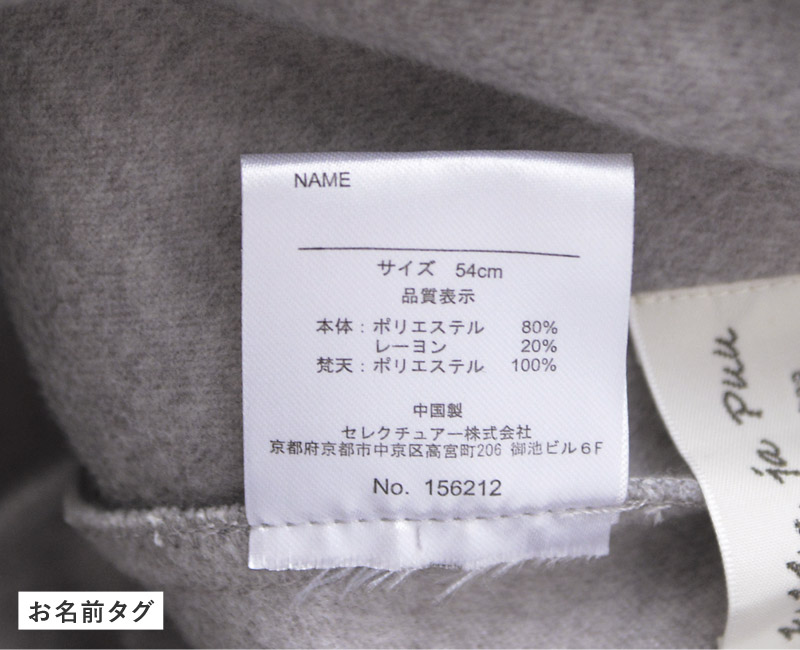 NAME
サイズ 54cm
品質表示
本体：ポリエステル 80%
レーヨン 20%
梵天：ポリエステル 100%
中国製
セレクチュアー株式会社
京都府京都市中京区高宮町206 御池ビル6F
No. 156212
ja puu
お名前タグ